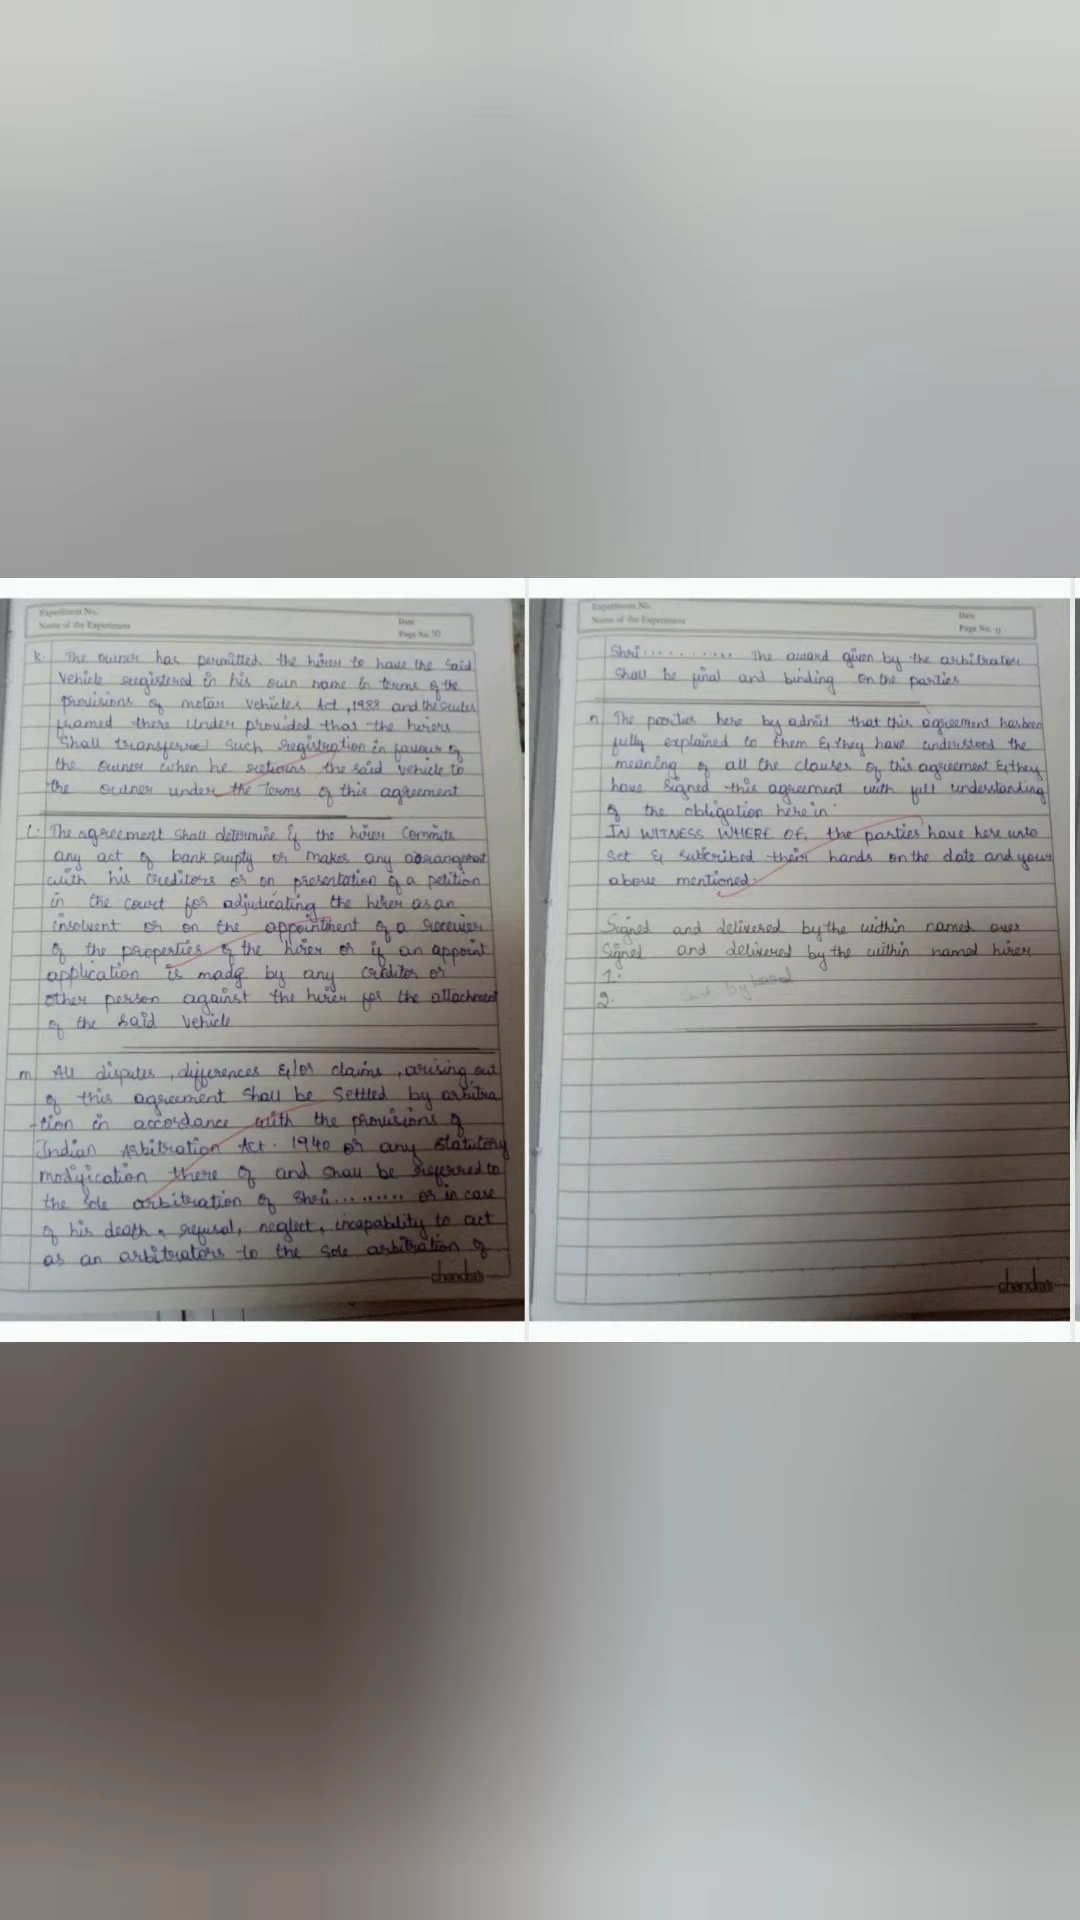 Experiment No.
Name of the Experiment
Date
Page No. 10
K. The owner has permitted the hirer to have the said
vehicle registered in his own name in terms of the
provisions of motar vehicles Act, 1988 and the rules
framed there under provided that the hirers
shall transferre such registration in favour of
the owner when he returns the said vehicle to
the owner under the terms of this agreement
L. The agreement shall determine if the hirer commits
any act of bank rupty or makes any arrangement
with his creditors or on presentation of a petition
in the court for adjudicating the hirer as an
insolvent or on the appointment of a receiver
of the properties of the hirer or if an appoint
application is made by any creditor or
other person against the hirer for the attachment
of the said vehicle
m. All disputes, differences &/or claims, arising out
of this agreement shall be settled by arbitra
-tion in accordance with the provisions of
Indian Arbitration Act. 1940 or any statutory
modification there of and shall be referred to
the sole arbitration of Shri.......... or in case
of his death, refusal, neglect, incapability to act
as an arbitrators to the sole arbitration of
chandra's
Experiment No.
Name of the Experiment
Date
Page No. 11
Shri........... The award given by the arbitrator
shall be final and binding on the parties
n. The parties here by admit that this agreement has been
fully explained to them & they have understood the
meaning of all the clauses of this agreement & they
have signed this agreement with full understanding
of the obligation here in
IN WITNESS WHERE OF, the parties have here unto
set & subscribed their hands on the date and year
above mentioned.
Signed and delivered by the within named over
Signed and delivered by the within named hirer
1.
2.
chandra's